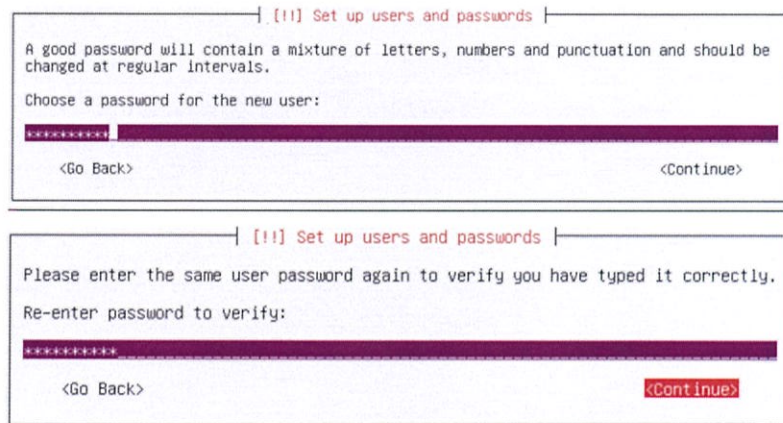 [!!] Set up users and passwords
A good password will contain a mixture of letters, numbers and punctuation and should be
changed at regular intervals.
Choose a password for the new user:
**********
<Go Back> <Continue>
[!!] Set up users and passwords
Please enter the same user password again to verify you have typed it correctly.
Re-enter password to verify:
**********
<Go Back> <Continue>